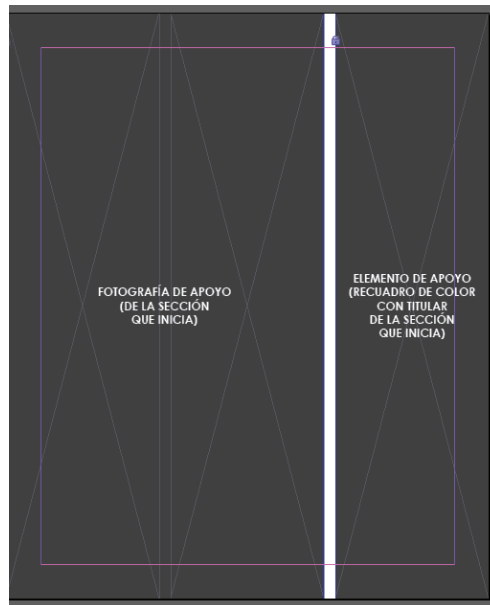 FOTOGRAFÍA DE APOYO
(DE LA SECCIÓN
QUE INICIA)
ELEMENTO DE APOYO
(RECUADRO DE COLOR
CON TITULAR
DE LA SECCIÓN
QUE INICIA)